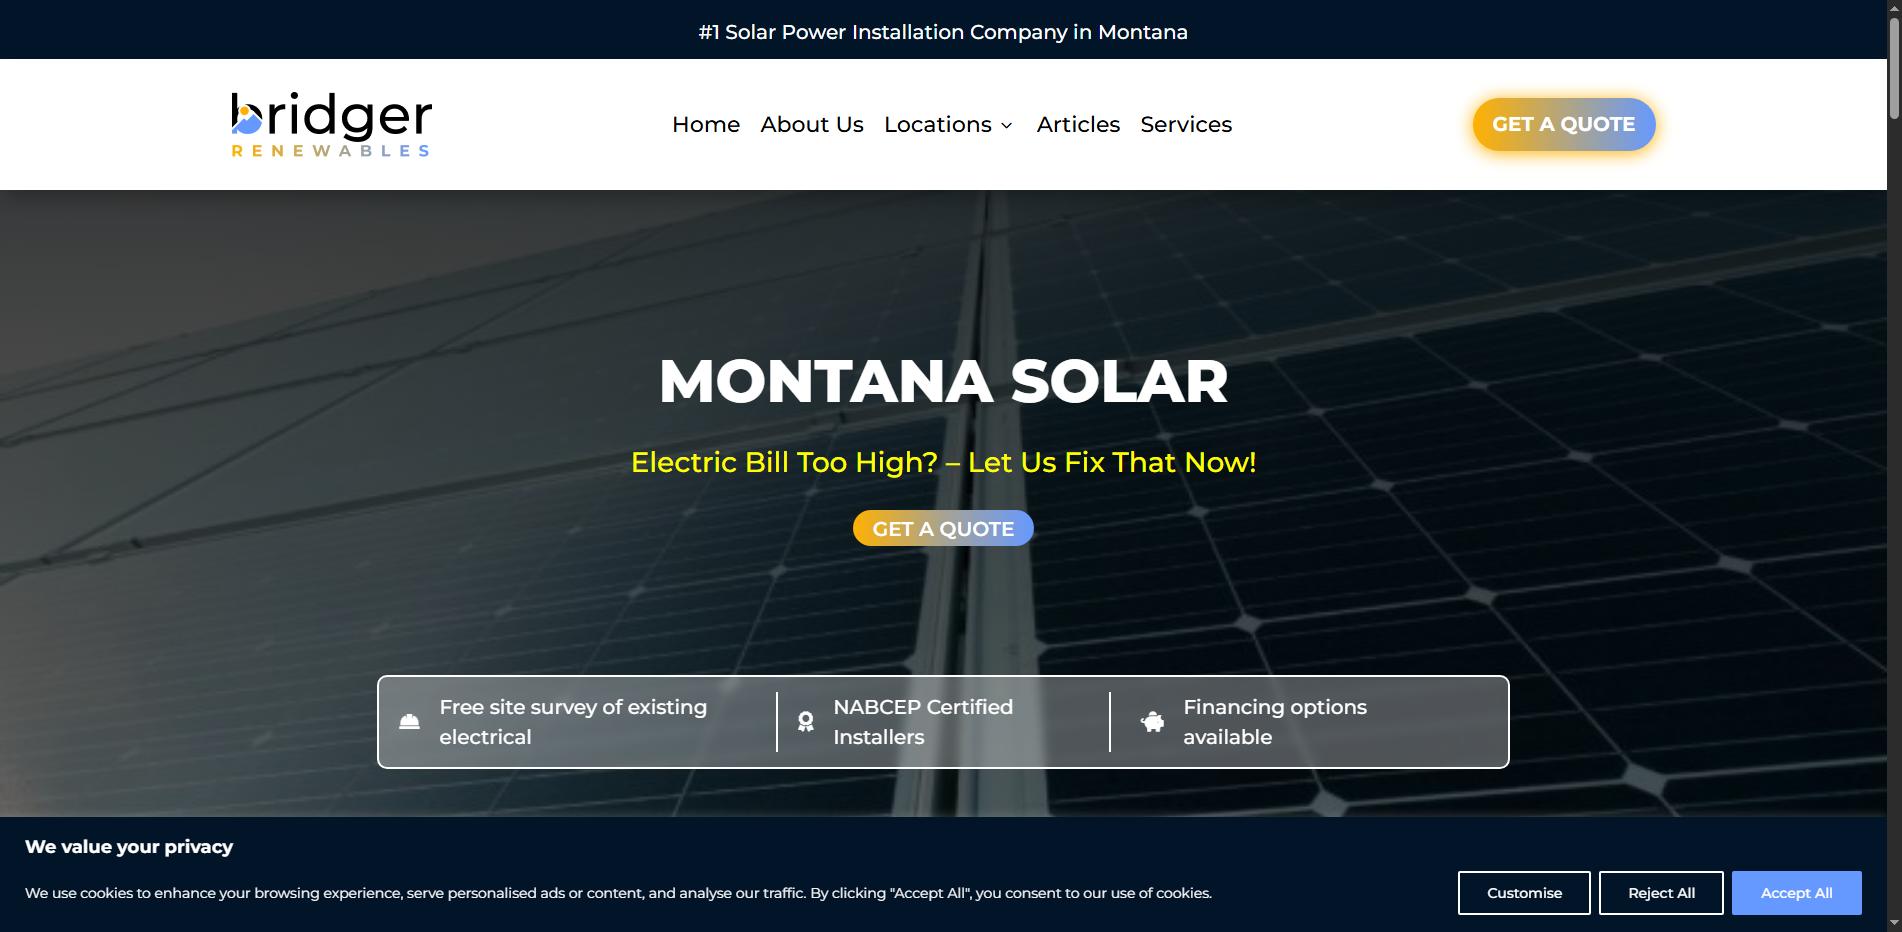 #1 Solar Power Installation Company in Montana
bridger
RENEWABLES
Home
About Us
Locations
Articles
Services
GET A QUOTE
MONTANA SOLAR
Electric Bill Too High? – Let Us Fix That Now!
GET A QUOTE
Free site survey of existing
electrical
NABCEP Certified
Installers
Financing options
available
We value your privacy
We use cookies to enhance your browsing experience, serve personalised ads or content, and analyse our traffic. By clicking "Accept All", you consent to our use of cookies.
Customise
Reject All
Accept All